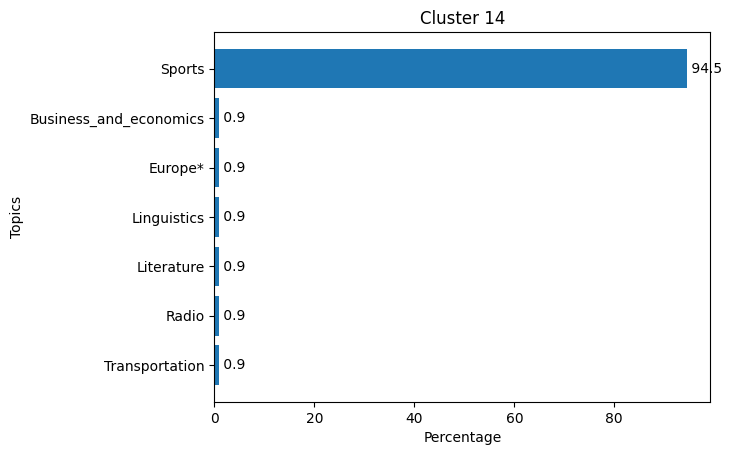 Cluster 14
Topics
Sports 94.5
Business_and_economics 0.9
Europe* 0.9
Linguistics 0.9
Literature 0.9
Radio 0.9
Transportation 0.9
0 20 40 60 80
Percentage